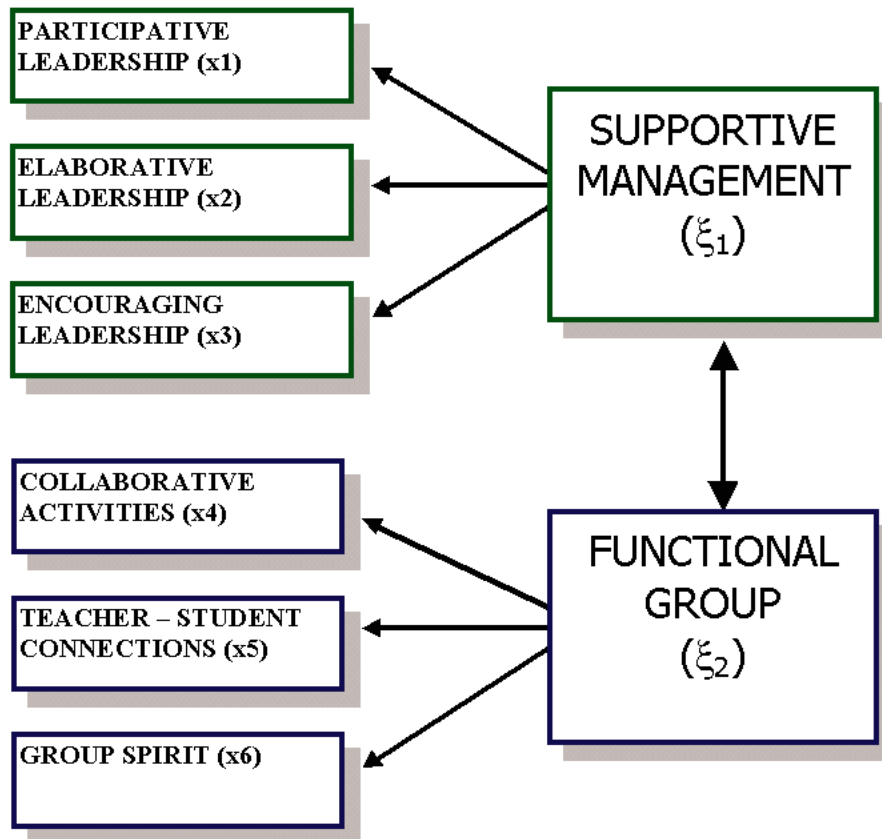 PARTICIPATIVE
LEADERSHIP (x1)
ELABORATIVE
LEADERSHIP (x2)
ENCOURAGING
LEADERSHIP (x3)
SUPPORTIVE
MANAGEMENT
(ξ₁)
COLLABORATIVE
ACTIVITIES (x4)
TEACHER – STUDENT
CONNECTIONS (x5)
GROUP SPIRIT (x6)
FUNCTIONAL
GROUP
(ξ₂)